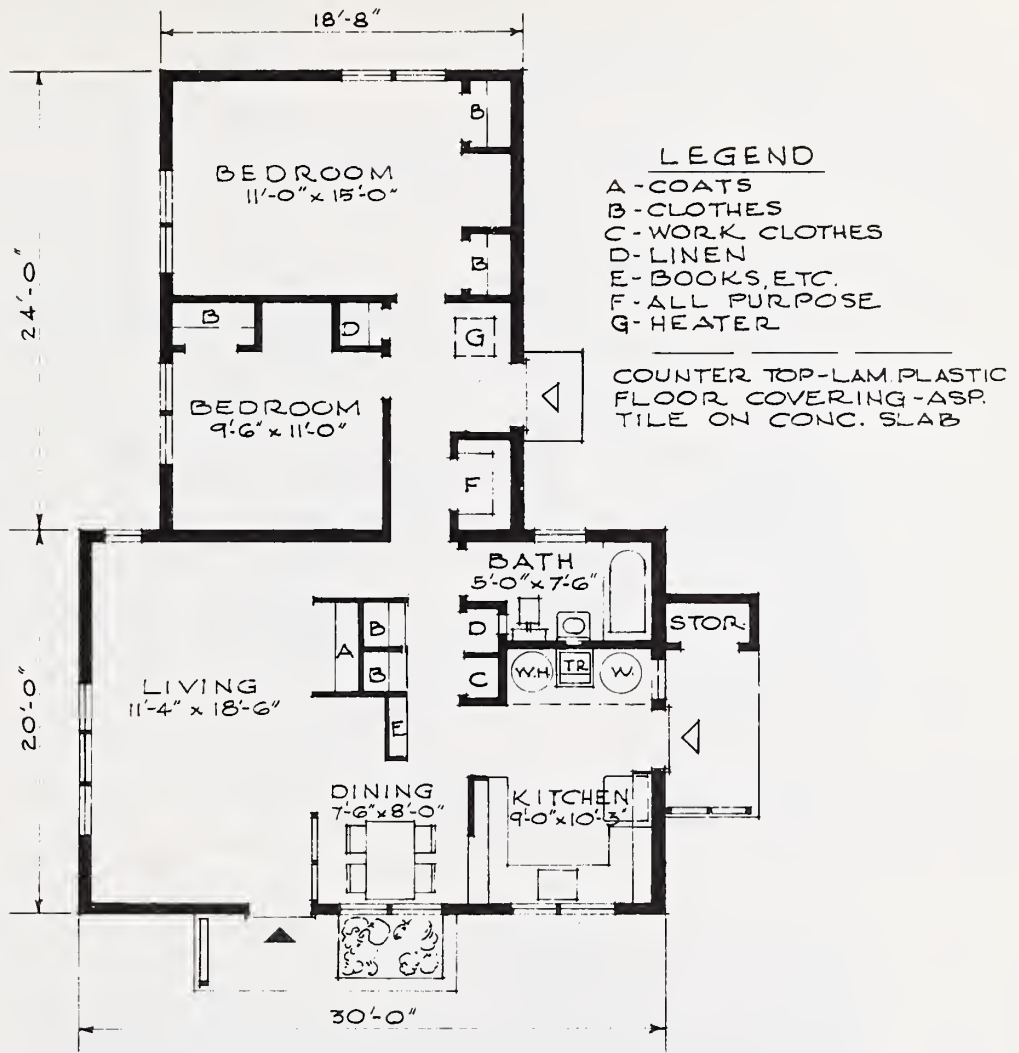 18'-8"
24'-0"
20'-0"
30'-0"
BEDROOM
11'-0" x 15'-0"
B
B
B
D
G
BEDROOM
9'-6" x 11'-0"
F
BATH
5'-0" x 7'-6"
STOR.
A
B
B
D
C
W.H
TR
W.
E
LIVING
11'-4" x 18'-6"
DINING
7'-6" x 8'-0"
KITCHEN
9'-0" x 10'-3"
LEGEND
A - COATS
B - CLOTHES
C - WORK CLOTHES
D - LINEN
E - BOOKS, ETC.
F - ALL PURPOSE
G - HEATER
COUNTER TOP-LAM. PLASTIC
FLOOR COVERING-ASP.
TILE ON CONC. SLAB